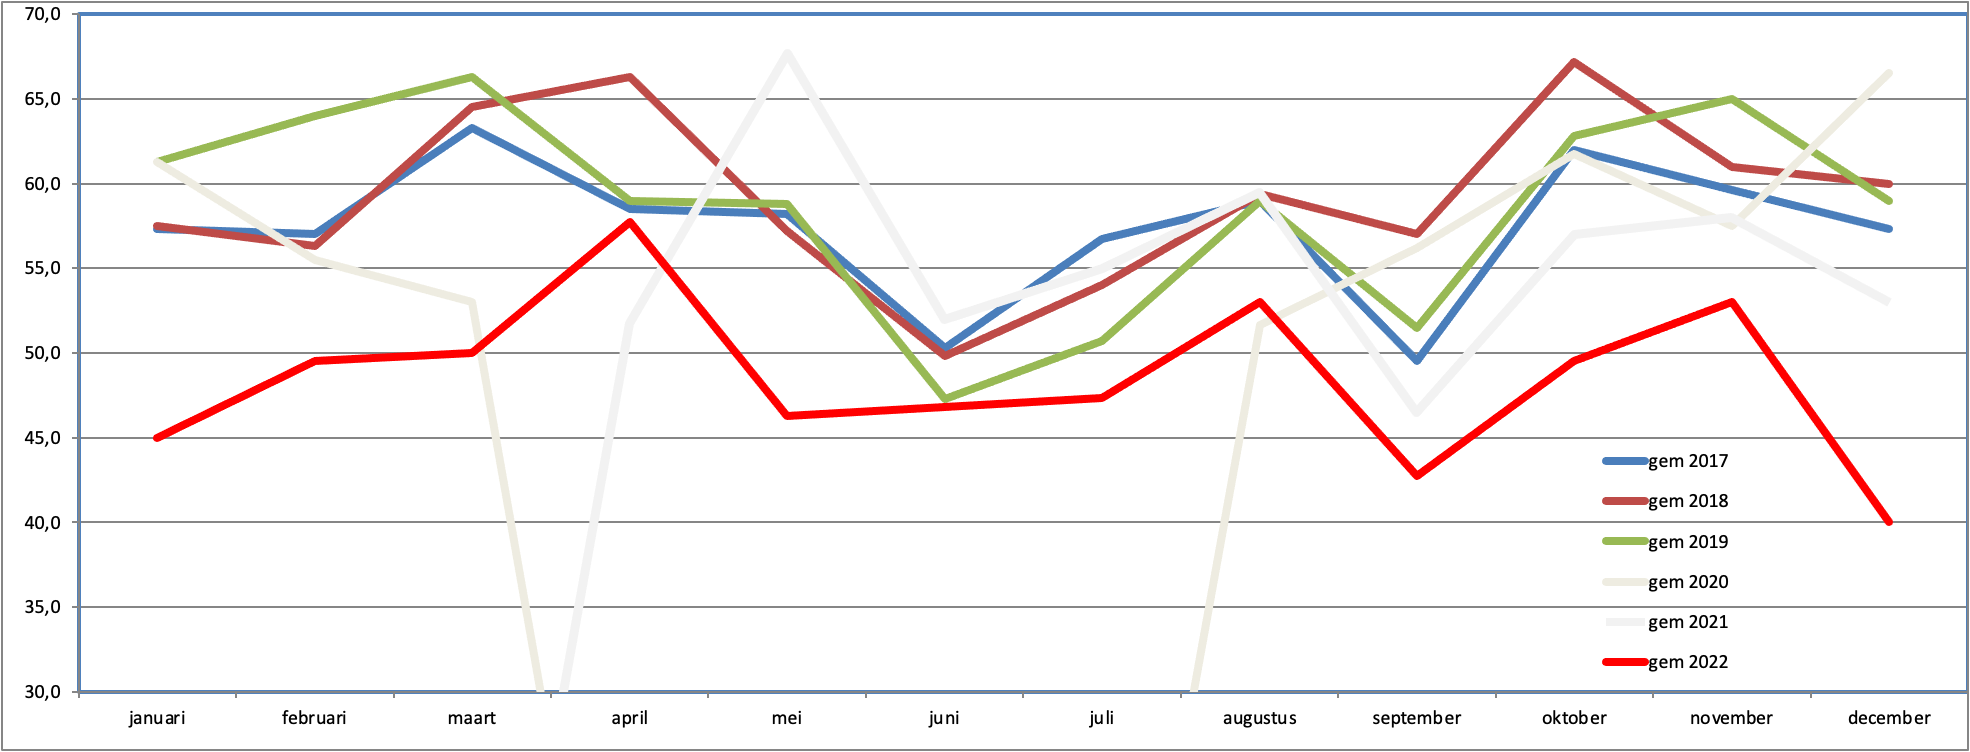 70,0
65,0
60,0
55,0
50,0
45,0
40,0
35,0
30,0
gem 2017
gem 2018
gem 2019
gem 2020
gem 2021
gem 2022
januari februari maart april mei juni juli augustus september oktober november december